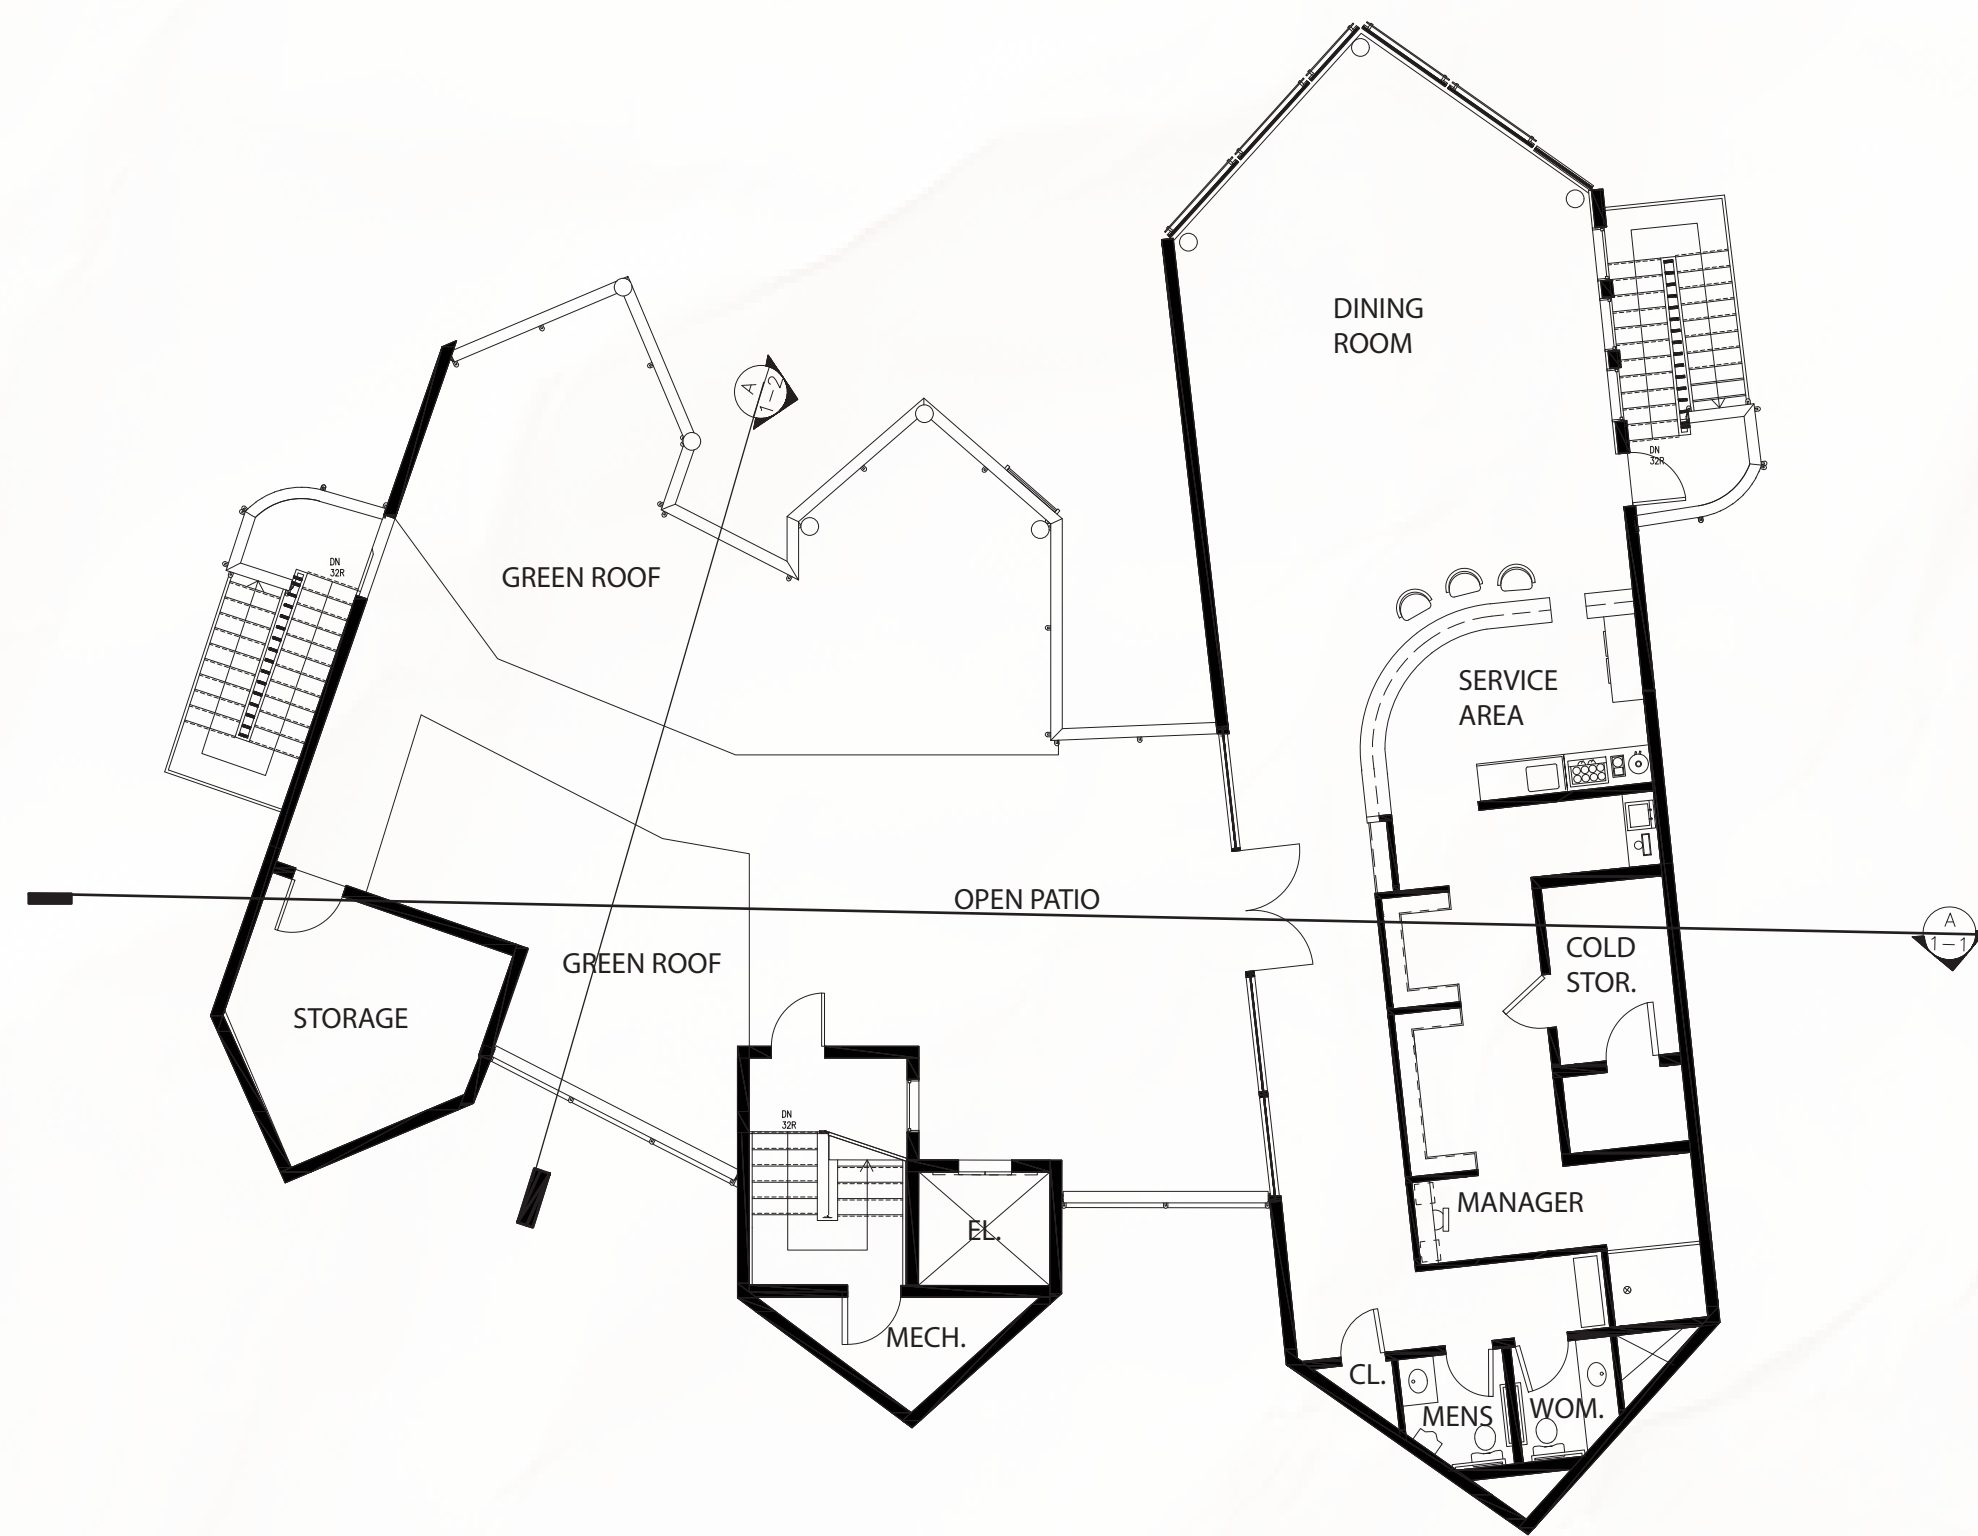 DINING
ROOM
A
1-2
DN
32R
DN
32R
GREEN ROOF
SERVICE
AREA
OPEN PATIO
A
1-1
COLD
STOR.
GREEN ROOF
STORAGE
DN
32R
MANAGER
EL.
MECH.
CL.
MENS
WOM.